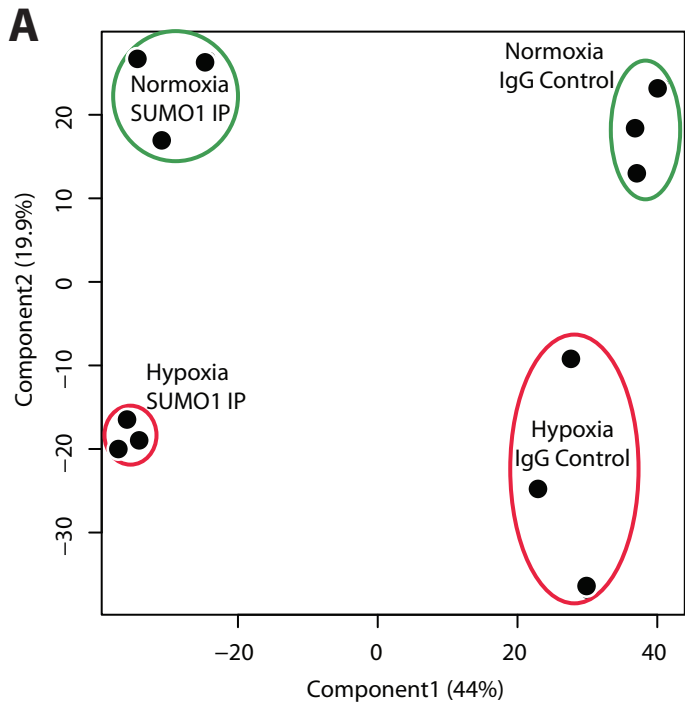 A
Normoxia
SUMO1 IP
Normoxia
IgG Control
Hypoxia
SUMO1 IP
Hypoxia
IgG Control
Component2 (19.9%)
20
10
0
−10
−20
−30
−20 0 20 40
Component1 (44%)